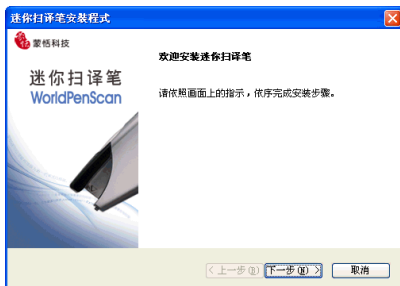 迷你扫译笔安装程式
蒙恬科技
迷你扫译笔
WorldPenScan
欢迎安装迷你扫译笔
请依照画面上的指示，依序完成安装步骤。
< 上一步(B)
下一步(N) >
取消